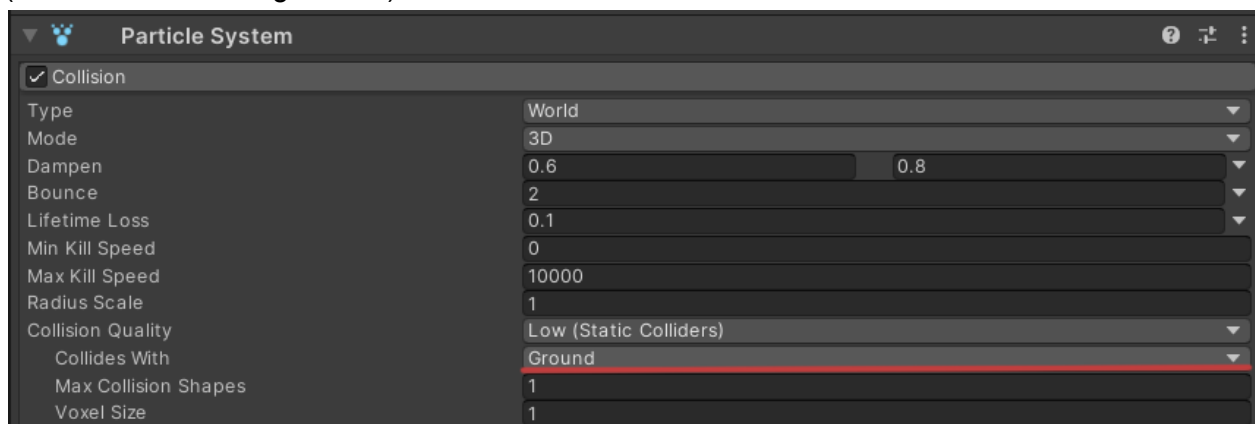 Particle System
Collision
Type World
Mode 3D
Dampen 0.6 0.8
Bounce 2
Lifetime Loss 0.1
Min Kill Speed 0
Max Kill Speed 10000
Radius Scale 1
Collision Quality Low (Static Colliders)
Collides With Ground
Max Collision Shapes 1
Voxel Size 1